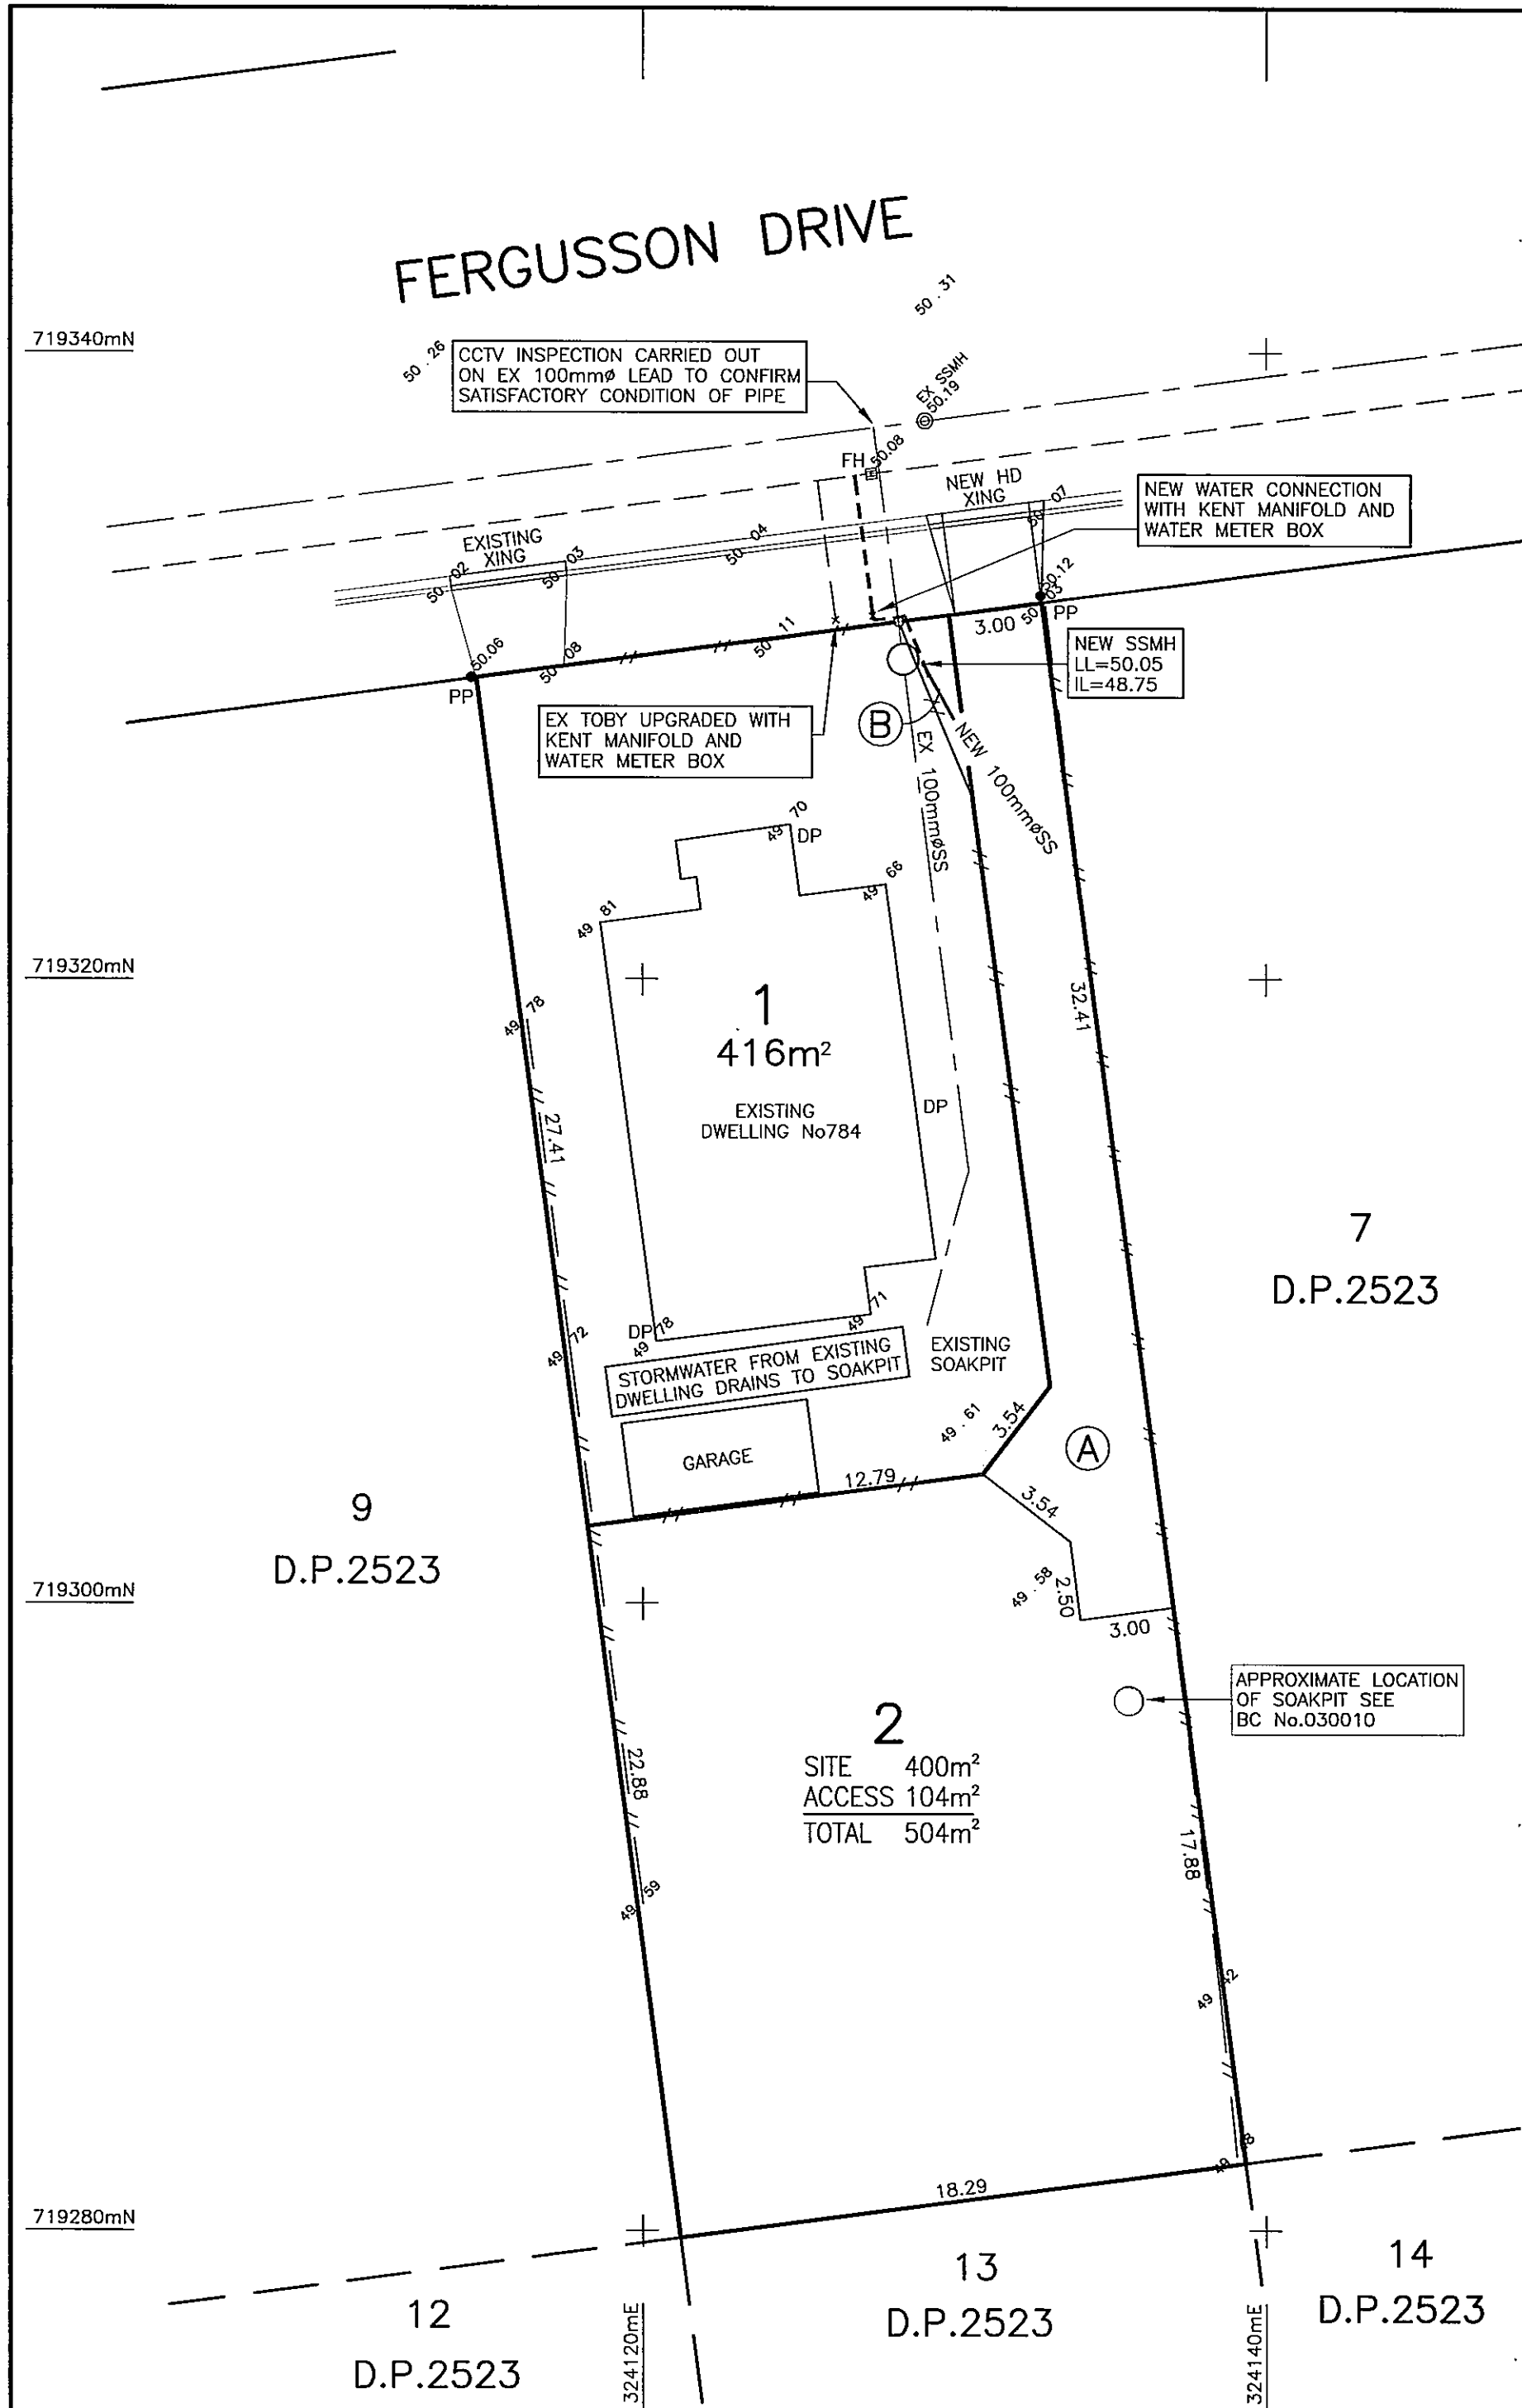 FERGUSSON DRIVE
719340mN
50.31
50.26
CCTV INSPECTION CARRIED OUT
ON EX 100mmø LEAD TO CONFIRM
SATISFACTORY CONDITION OF PIPE
EX SSMH
50.19
FH
50.08
NEW HD
XING
50.07
NEW WATER CONNECTION
WITH KENT MANIFOLD AND
WATER METER BOX
EXISTING
XING
50.02
50.03
50.04
50.12
50.03
PP
3.00
50.11
50.06
50.08
PP
NEW SSMH
LL=50.05
IL=48.75
EX TOBY UPGRADED WITH
KENT MANIFOLD AND
WATER METER BOX
B
EX 100mmøSS
NEW 100mmøSS
49.70
DP
49.66
49.81
719320mN
32.41
1
416m²
49.78
EXISTING
DWELLING No784
DP
27.41
7
D.P.2523
DP
49.78
49.71
49.72
STORMWATER FROM EXISTING
DWELLING DRAINS TO SOAKPIT
EXISTING
SOAKPIT
49.61
3.54
A
GARAGE
12.79
9
D.P.2523
3.54
719300mN
49.58
2.50
3.00
APPROXIMATE LOCATION
OF SOAKPIT SEE
BC No.030010
2
SITE 400m²
ACCESS 104m²
TOTAL 504m²
22.88
17.88
49.59
49.42
18.29
719280mN
13
D.P.2523
14
D.P.2523
12
D.P.2523
324120mE
324140mE